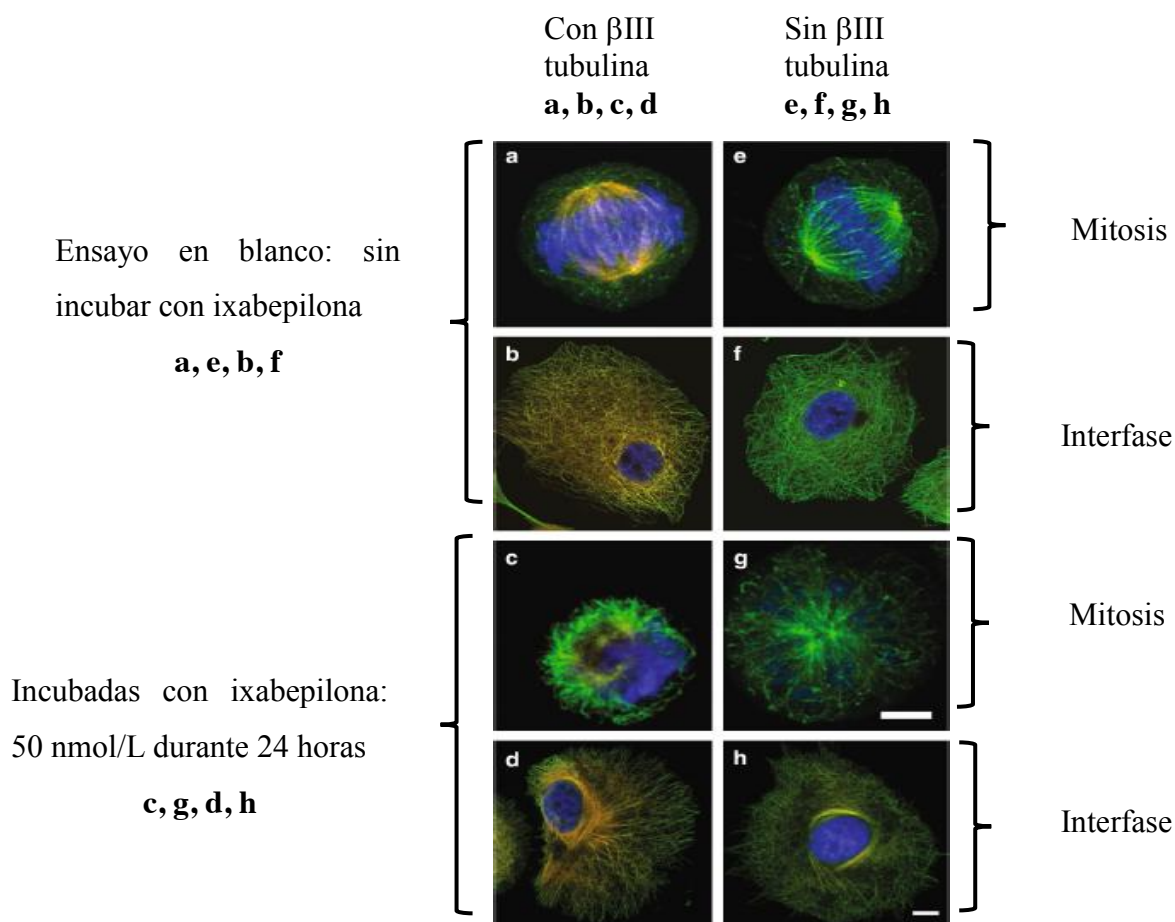 Con βIII
tubulina
a, b, c, d
Sin βIII
tubulina
e, f, g, h
Ensayo en blanco: sin
incubar con ixabepilona
a, e, b, f
a
e
Mitosis
b
f
Interfase
Incubadas con ixabepilona:
50 nmol/L durante 24 horas
c, g, d, h
c
g
Mitosis
d
h
Interfase